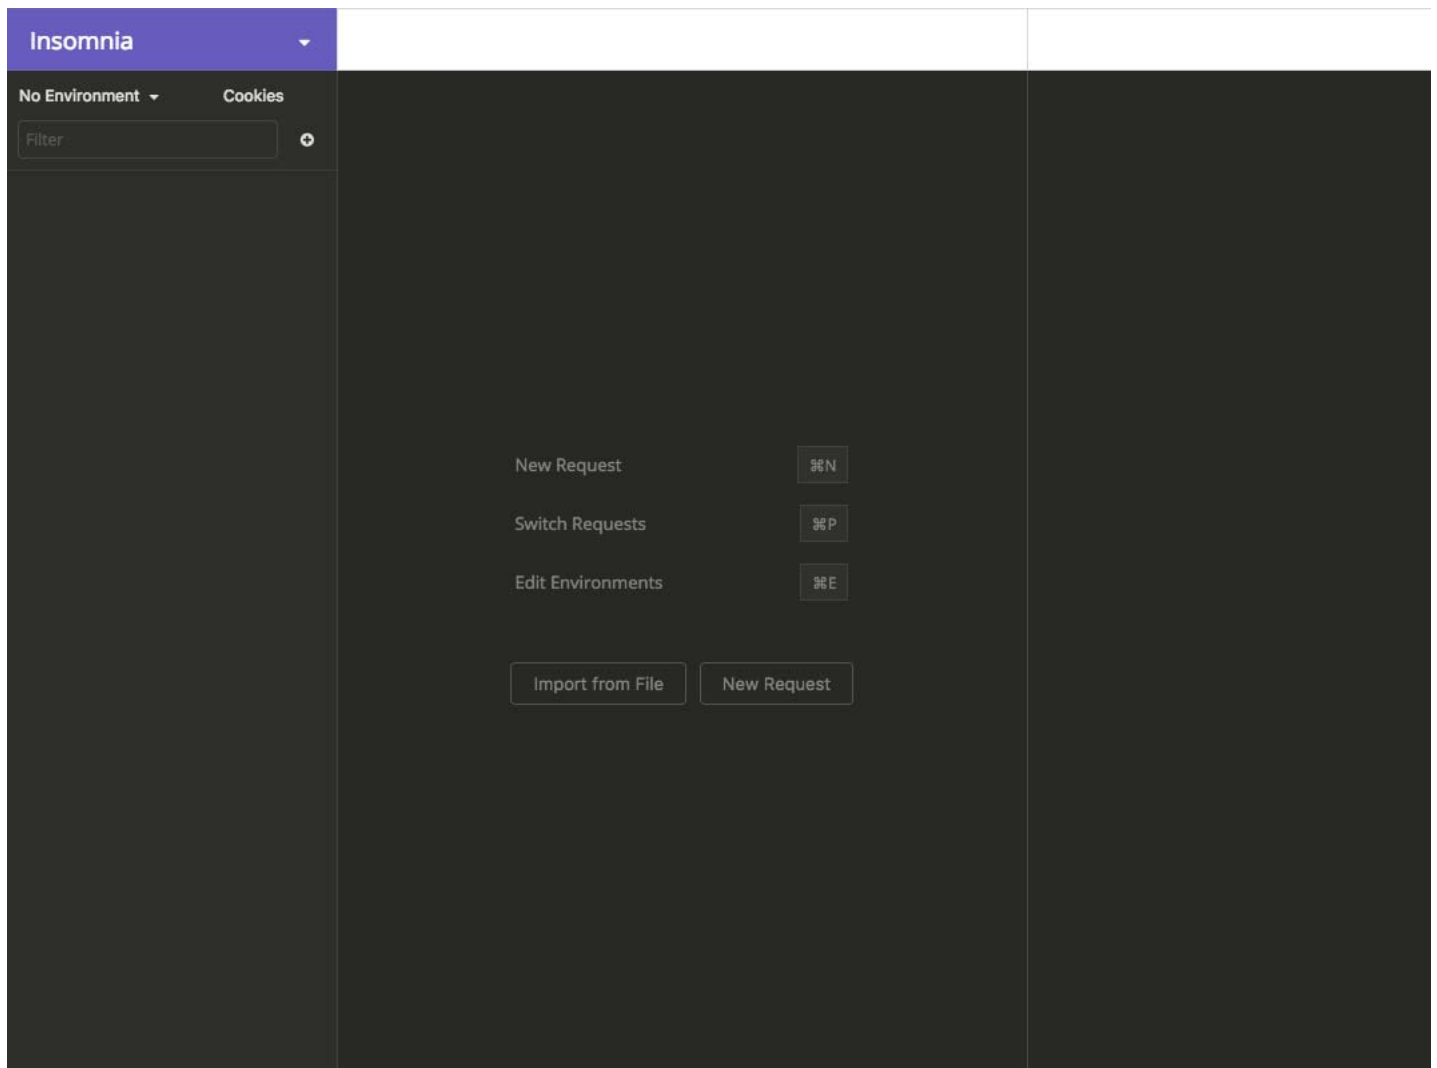 Insomnia
No Environment Cookies
Filter
New Request ⌘N
Switch Requests ⌘P
Edit Environments ⌘E
Import from File New Request